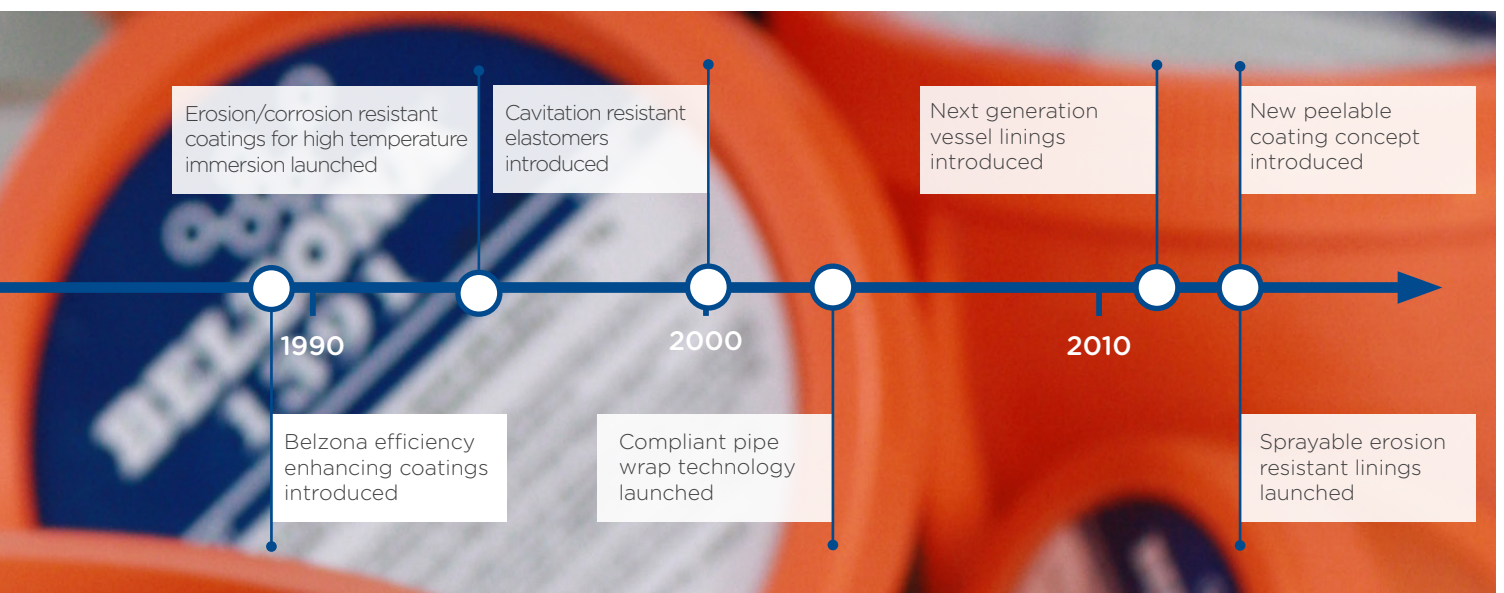 Erosion/corrosion resistant
coatings for high temperature
immersion launched
Cavitation resistant
elastomers
introduced
Next generation
vessel linings
introduced
New peelable
coating concept
introduced
1990
2000
2010
Belzona efficiency
enhancing coatings
introduced
Compliant pipe
wrap technology
launched
Sprayable erosion
resistant linings
launched
BELZONA
1301